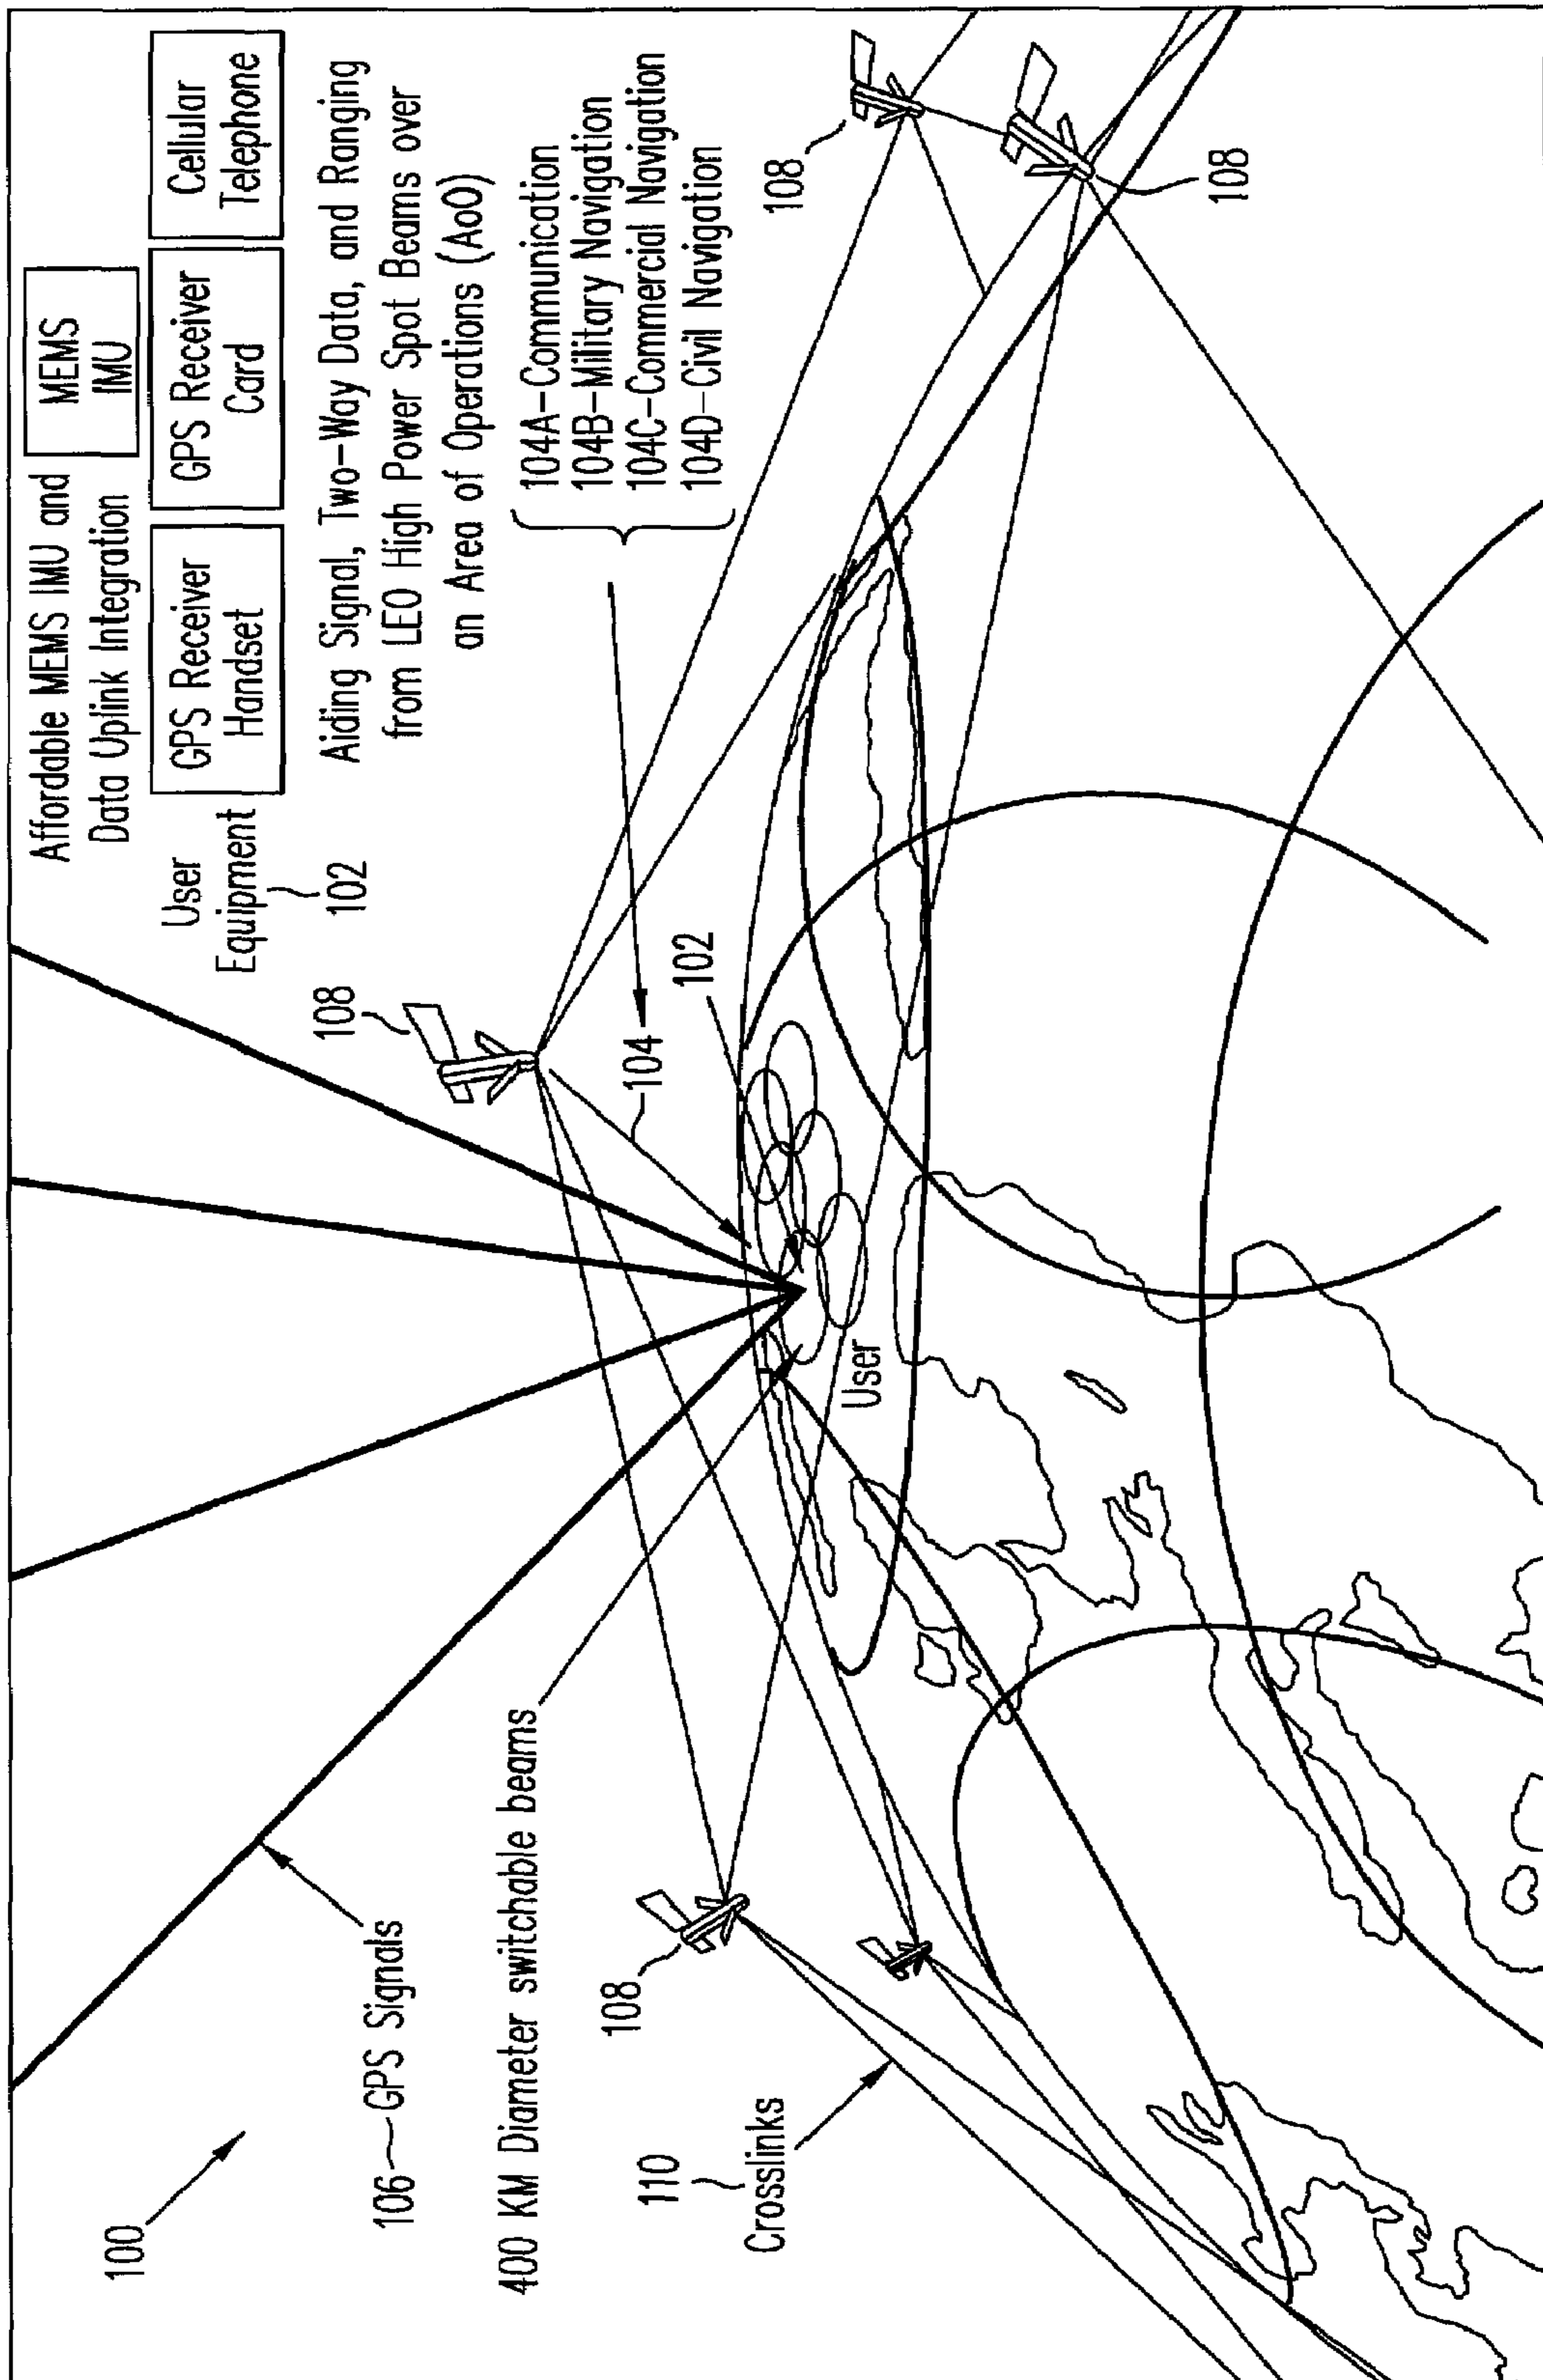 100
106
GPS Signals
400 KM Diameter switchable beams
110
Crosslinks
108
108
Affordable MEMS IMU and
Data Uplink Integration
MEMS
IMU
User
Equipment
102
GPS Receiver
Handset
GPS Receiver
Card
Cellular
Telephone
Aiding Signal, Two-Way Data, and Ranging
from LEO High Power Spot Beams over
an Area of Operations (AoO)
104A-Communication
104B-Military Navigation
104C-Commercial Navigation
104D-Civil Navigation
104
102
User
108
108